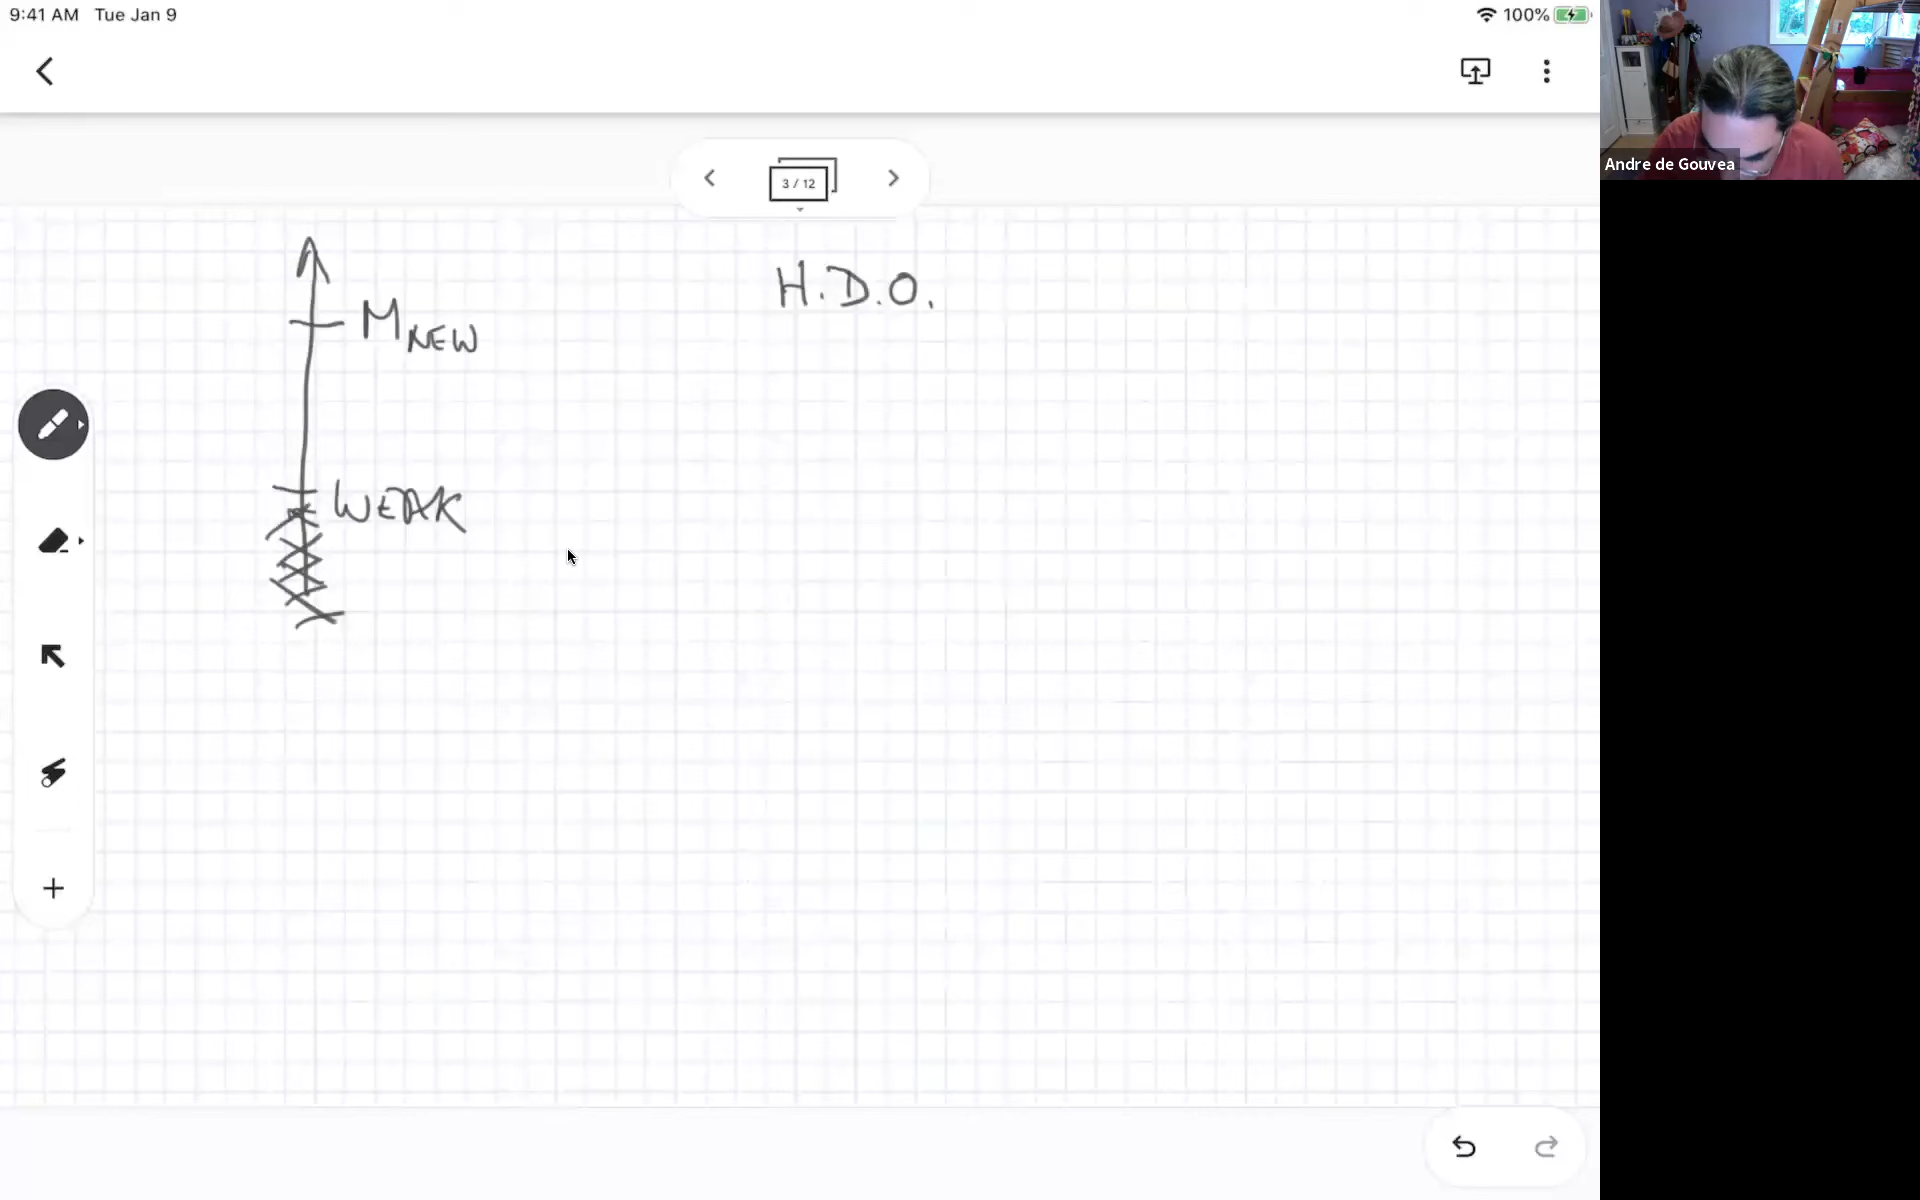 9:41 AM Tue Jan 9
100%
3 / 12
H.D.O.
M NEW
WEAK
Andre de Gouvea